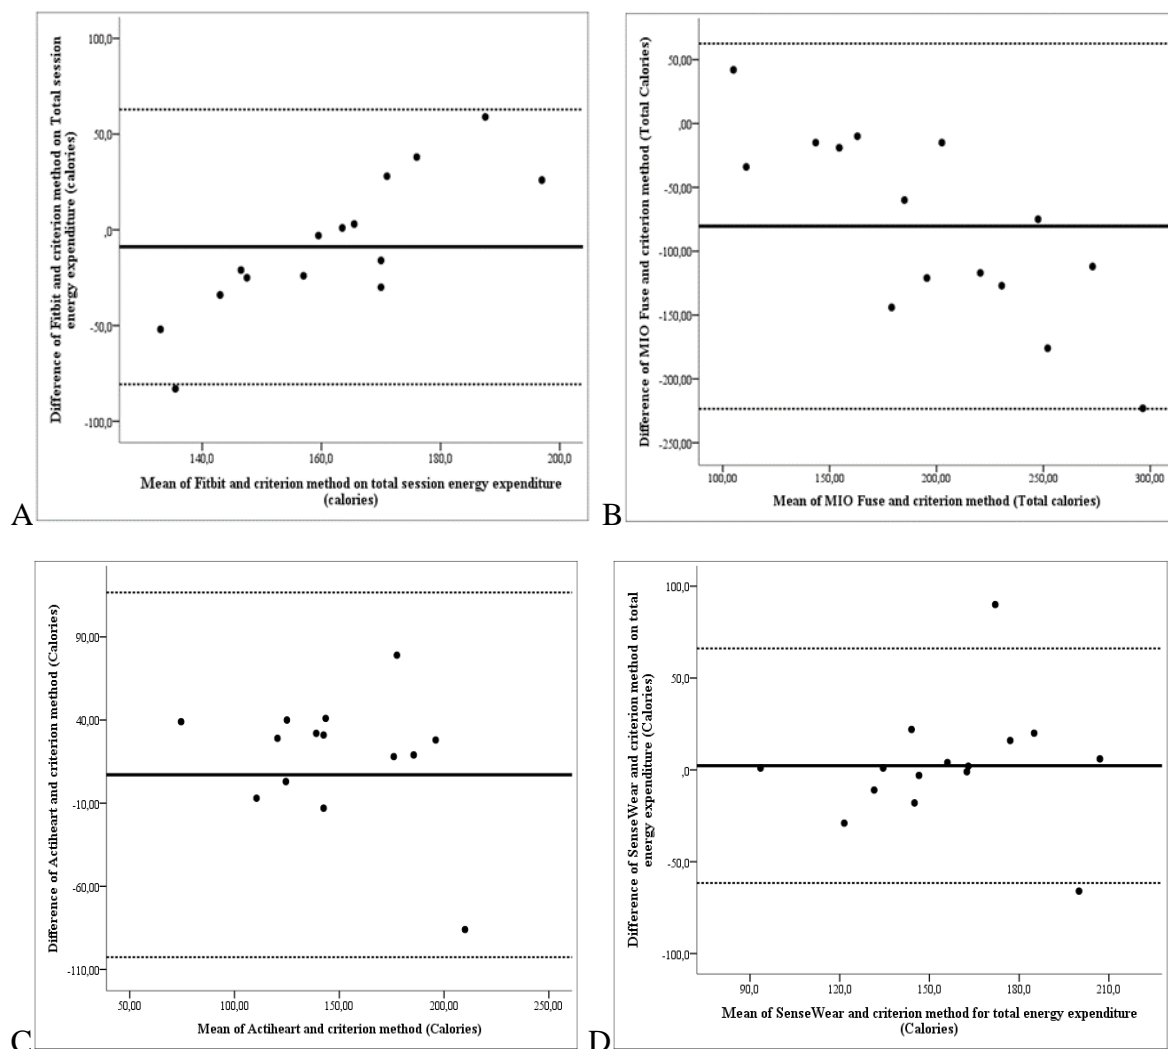 Difference of Fitbit and criterion method on Total session
energy expenditure (calories)
100,0
50,0
,0
-50,0
-100,0
140,0 160,0 180,0 200,0
Mean of Fitbit and criterion method on total session energy expenditure
(calories)
A
Difference of MIO Fuse and criterion method (Total Calories)
50,00
,00
-50,00
-100,00
-150,00
-200,00
-250,00
100,00 150,00 200,00 250,00 300,00
Mean of MIO Fuse and criterion method (Total calories)
B
Difference of Actiheart and criterion method (Calories)
90,00
40,00
-10,00
-60,00
-110,00
50,00 100,00 150,00 200,00 250,00
Mean of Actiheart and criterion method (Calories)
C
Difference of SenseWear and criterion method on total
energy expenditure (Calories)
100,0
50,0
,0
-50,0
-100,0
90,0 120,0 150,0 180,0 210,0
Mean of SenseWear and criterion method for total energy expenditure
(Calories)
D